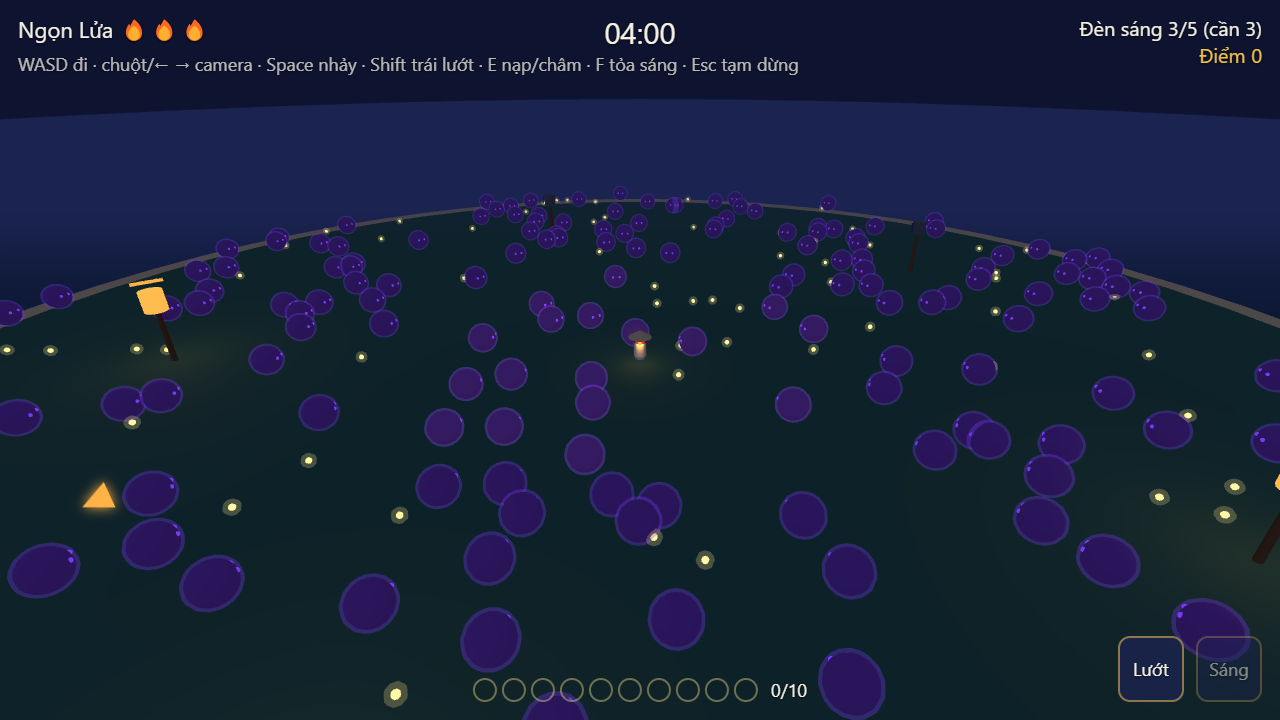 Ngọn Lửa
04:00
Đèn sáng 3/5 (cần 3)
Điểm 0
WASD đi · chuột/← → camera · Space nhảy · Shift trái lướt · E nạp/châm · F tỏa sáng · Esc tạm dừng
Lướt
Sáng
0/10